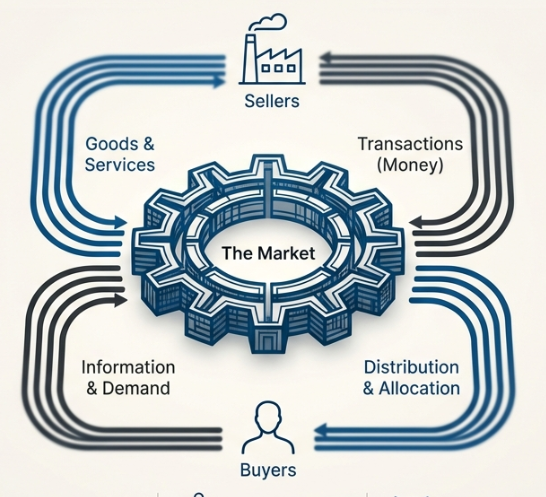 Sellers
Goods &
Services
Transactions
(Money)
The Market
Information
& Demand
Distribution
& Allocation
Buyers